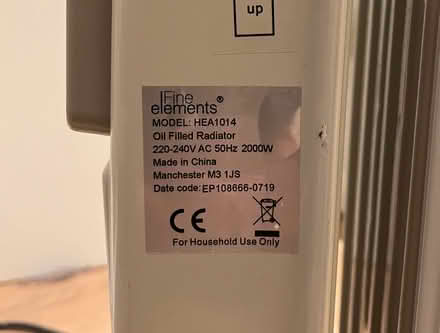 up
Fine
elements®
MODEL: HEA1014
Oil Filled Radiator
220-240V AC 50Hz 2000W
Made in China
Manchester M3 1JS
Date code: EP108666-0719
CE
For Household Use Only